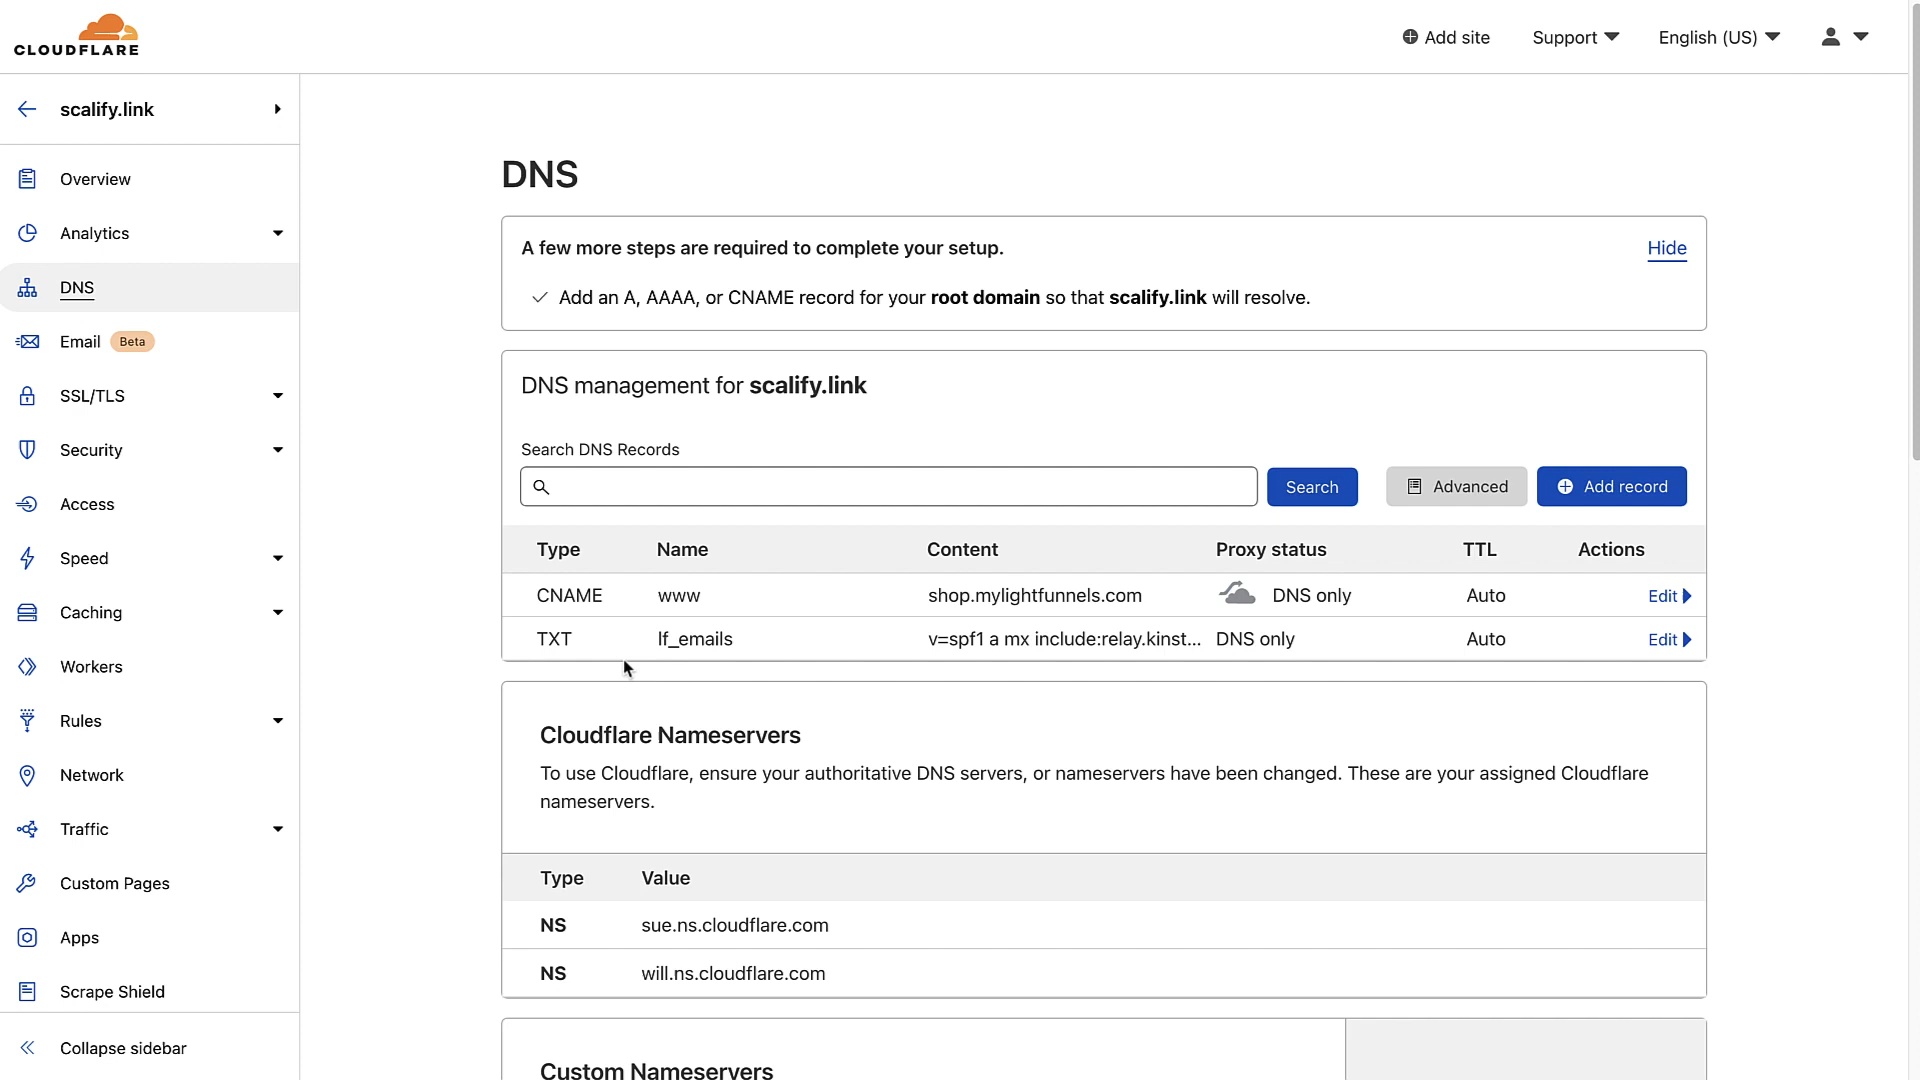 CLOUDFLARE
Add site
Support
English (US)
scalify.link
Overview
Analytics
DNS
Email Beta
SSL/TLS
Security
Access
Speed
Caching
Workers
Rules
Network
Traffic
Custom Pages
Apps
Scrape Shield
Collapse sidebar
DNS
A few more steps are required to complete your setup.
Hide
Add an A, AAAA, or CNAME record for your root domain so that scalify.link will resolve.
DNS management for scalify.link
Search DNS Records
Search
Advanced
Add record
Type Name Content Proxy status TTL Actions
CNAME www shop.mylightfunnels.com DNS only Auto Edit
TXT lf_emails v=spf1 a mx include:relay.kinst... DNS only Auto Edit
Cloudflare Nameservers
To use Cloudflare, ensure your authoritative DNS servers, or nameservers have been changed. These are your assigned Cloudflare
nameservers.
Type Value
NS sue.ns.cloudflare.com
NS will.ns.cloudflare.com
Custom Nameservers